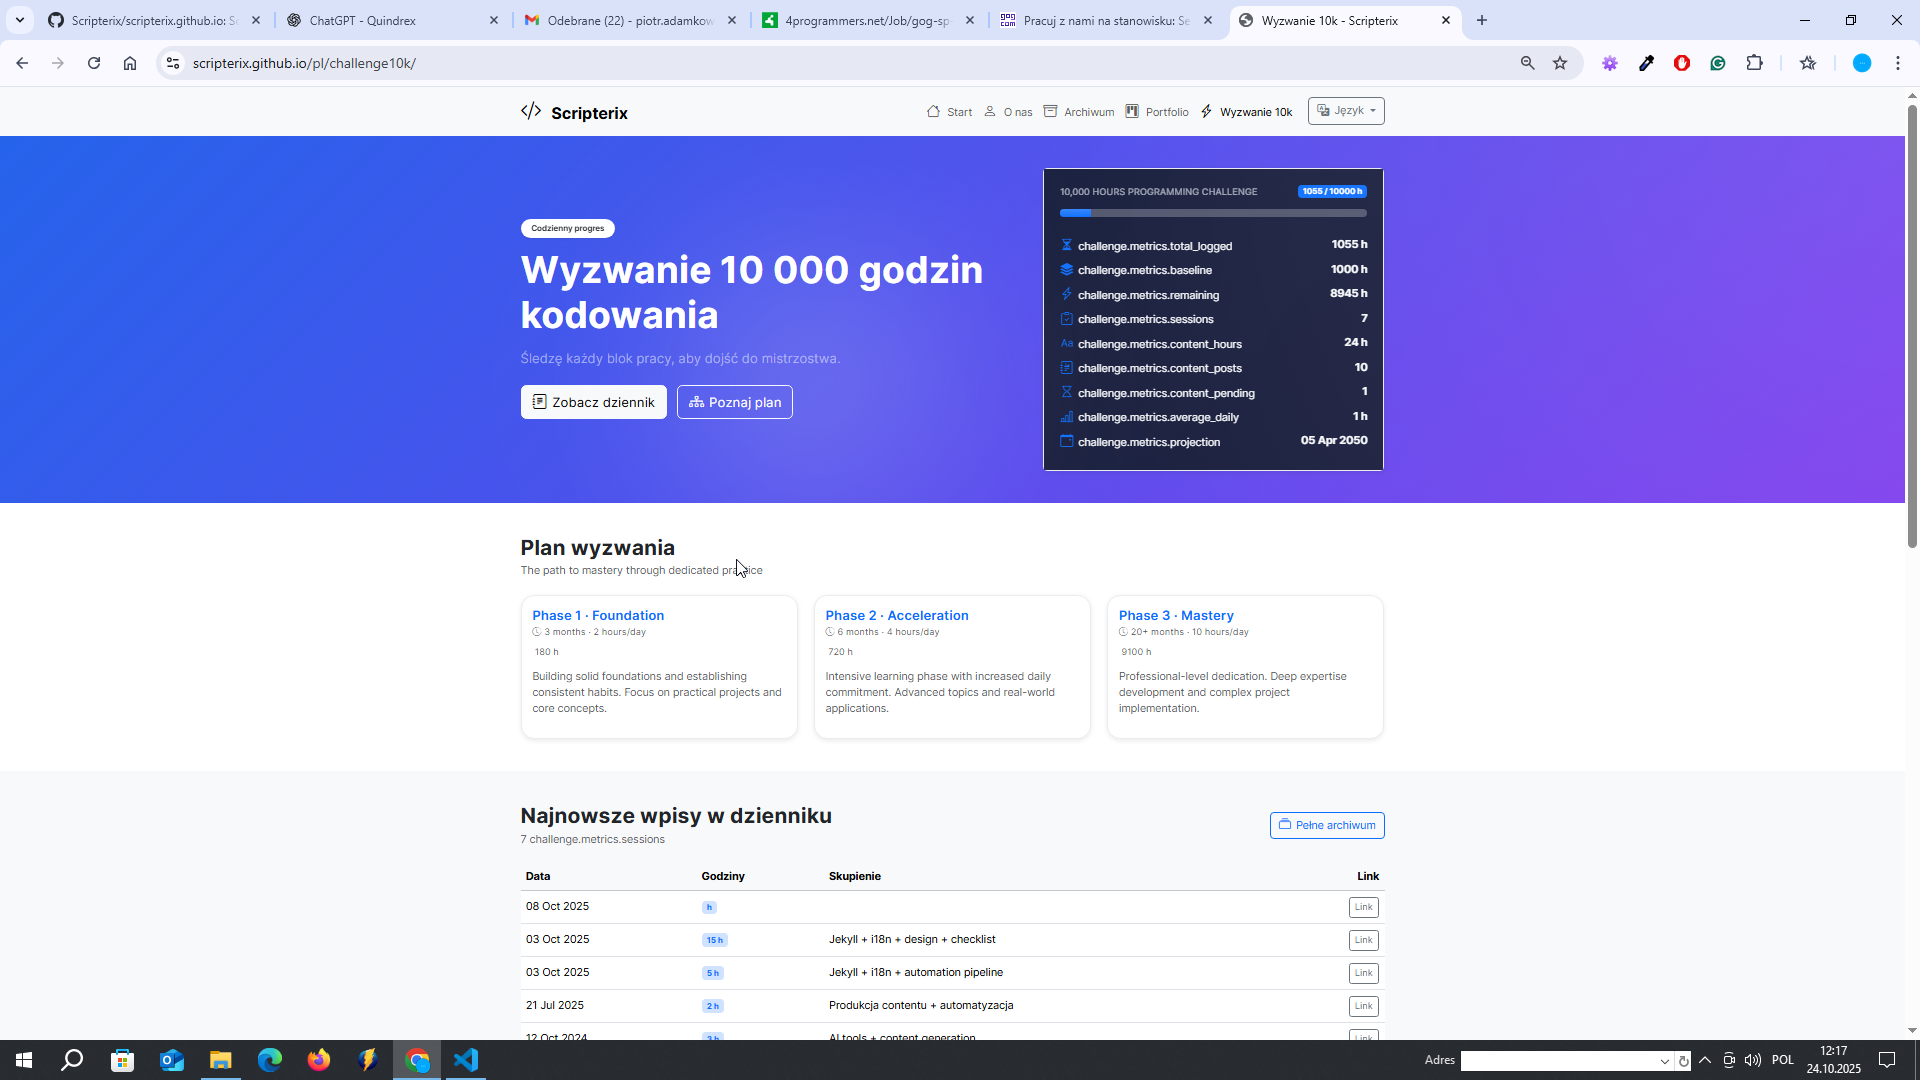 Scripterix/scripterix.github.io: S
ChatGPT - Quindrex
Odebrane (22) - piotr.adamkow
4programmers.net/Job/gog-sp
Pracuj z nami na stanowisku: Se
Wyzwanie 10k - Scripterix
scripterix.github.io/pl/challenge10k/
</> Scripterix
Start
O nas
Archiwum
Portfolio
Wyzwanie 10k
Język
Codzienny progres
Wyzwanie 10 000 godzin
kodowania
Śledzę każdy blok pracy, aby dojść do mistrzostwa.
Zobacz dziennik
Poznaj plan
10,000 HOURS PROGRAMMING CHALLENGE 1055 / 10000 h
challenge.metrics.total_logged 1055 h
challenge.metrics.baseline 1000 h
challenge.metrics.remaining 8945 h
challenge.metrics.sessions 7
challenge.metrics.content_hours 24 h
challenge.metrics.content_posts 10
challenge.metrics.content_pending 1
challenge.metrics.average_daily 1 h
challenge.metrics.projection 05 Apr 2050
Plan wyzwania
The path to mastery through dedicated practice
Phase 1 · Foundation
3 months · 2 hours/day
180 h
Building solid foundations and establishing
consistent habits. Focus on practical projects and
core concepts.
Phase 2 · Acceleration
6 months · 4 hours/day
720 h
Intensive learning phase with increased daily
commitment. Advanced topics and real-world
applications.
Phase 3 · Mastery
20+ months · 10 hours/day
9100 h
Professional-level dedication. Deep expertise
development and complex project
implementation.
Najnowsze wpisy w dzienniku
7 challenge.metrics.sessions
Pełne archiwum
Data Godziny Skupienie Link
08 Oct 2025 h Link
03 Oct 2025 15 h Jekyll + i18n + design + checklist Link
03 Oct 2025 5 h Jekyll + i18n + automation pipeline Link
21 Jul 2025 2 h Produkcja contentu + automatyzacja Link
12 Oct 2024 3 h AI tools + content generation Link
Adres
POL
12:17
24.10.2025